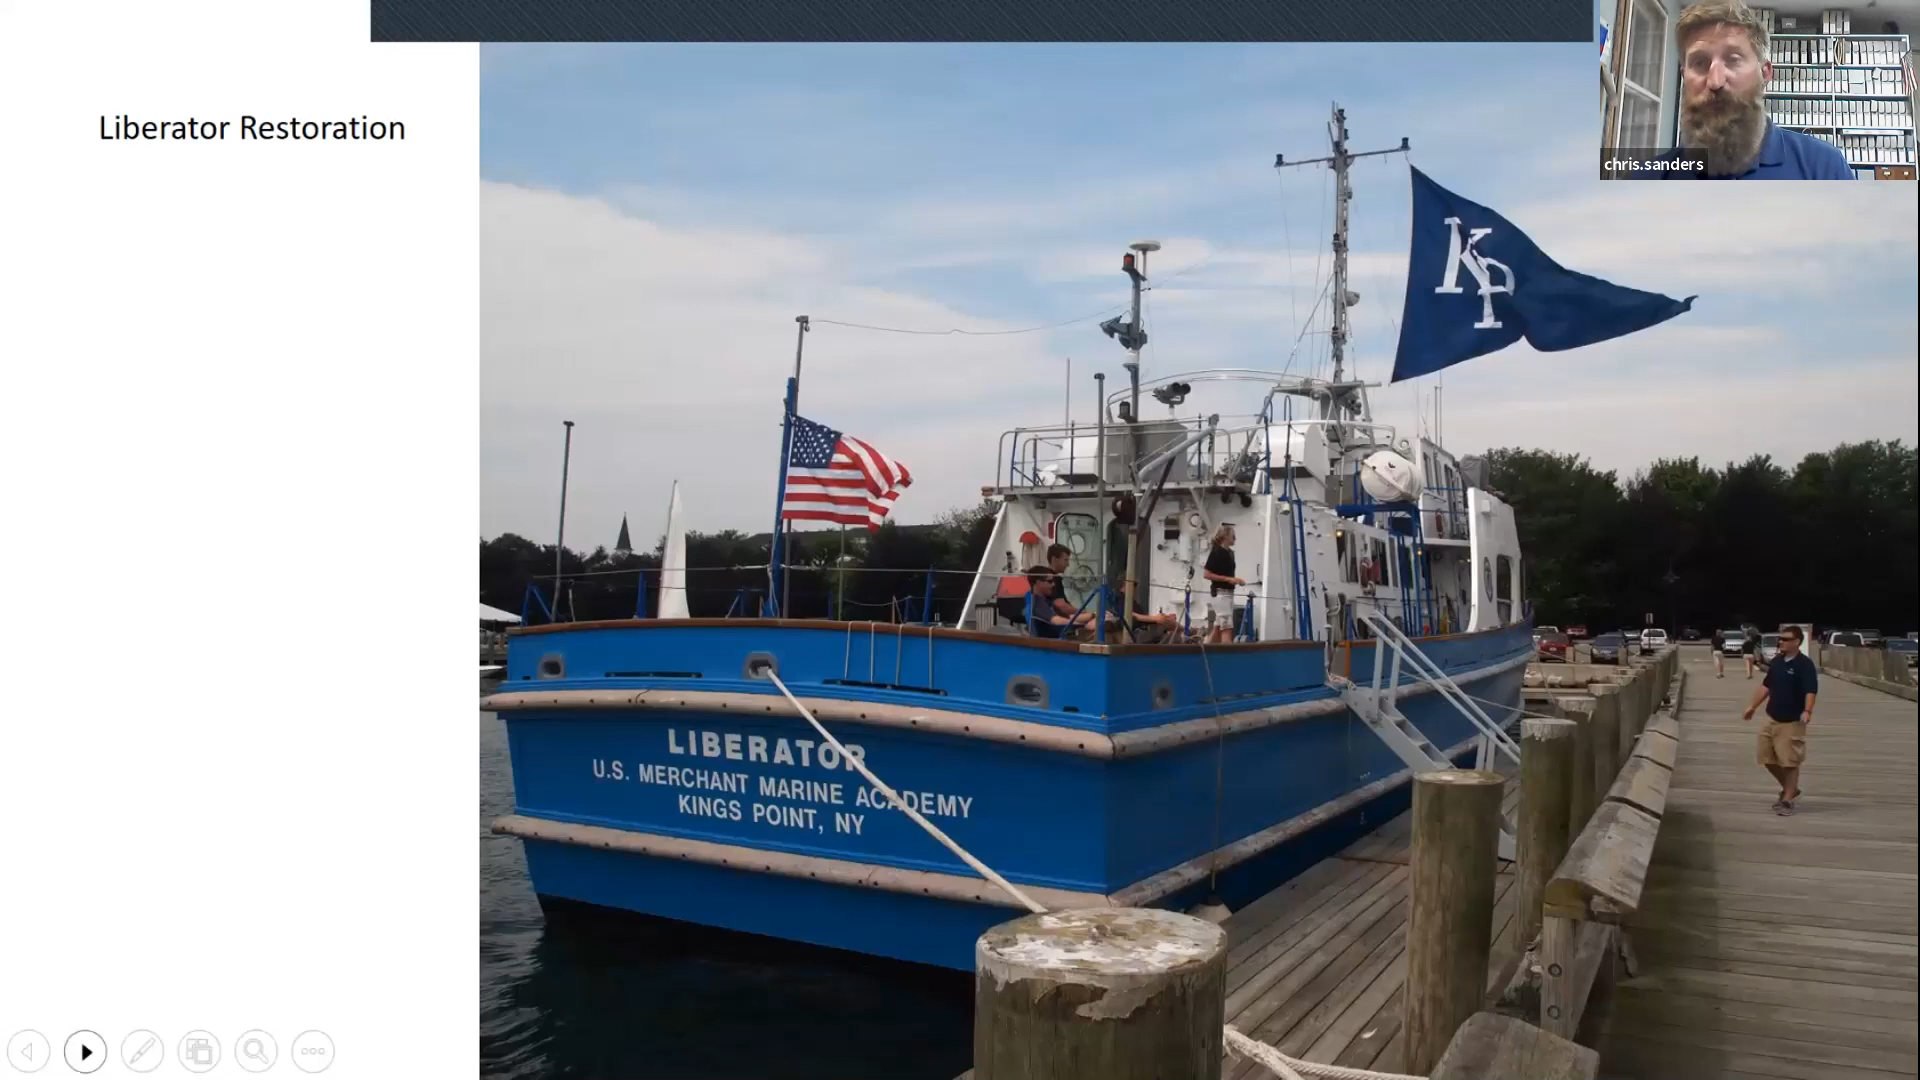 Liberator Restoration
chris.sanders
KP
LIBERATOR
U.S. MERCHANT MARINE ACADEMY
KINGS POINT, NY